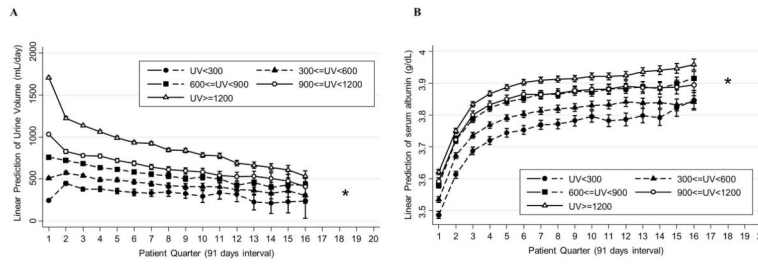 A
B
Linear Prediction of Urine Volume (mL/day)
2000
1500
1000
500
0
UV<300
300<=UV<600
600<=UV<900
900<=UV<1200
UV>=1200
*
1 2 3 4 5 6 7 8 9 10 11 12 13 14 15 16 17 18 19 20
Patient Quarter (91 days interval)
Linear Prediction of serum albumin (g/dL)
4
3.9
3.8
3.7
3.6
3.5
*
UV<300
300<=UV<600
600<=UV<900
900<=UV<1200
UV>=1200
1 2 3 4 5 6 7 8 9 10 11 12 13 14 15 16 17 18 19 20
Patient Quarter (91 days interval)